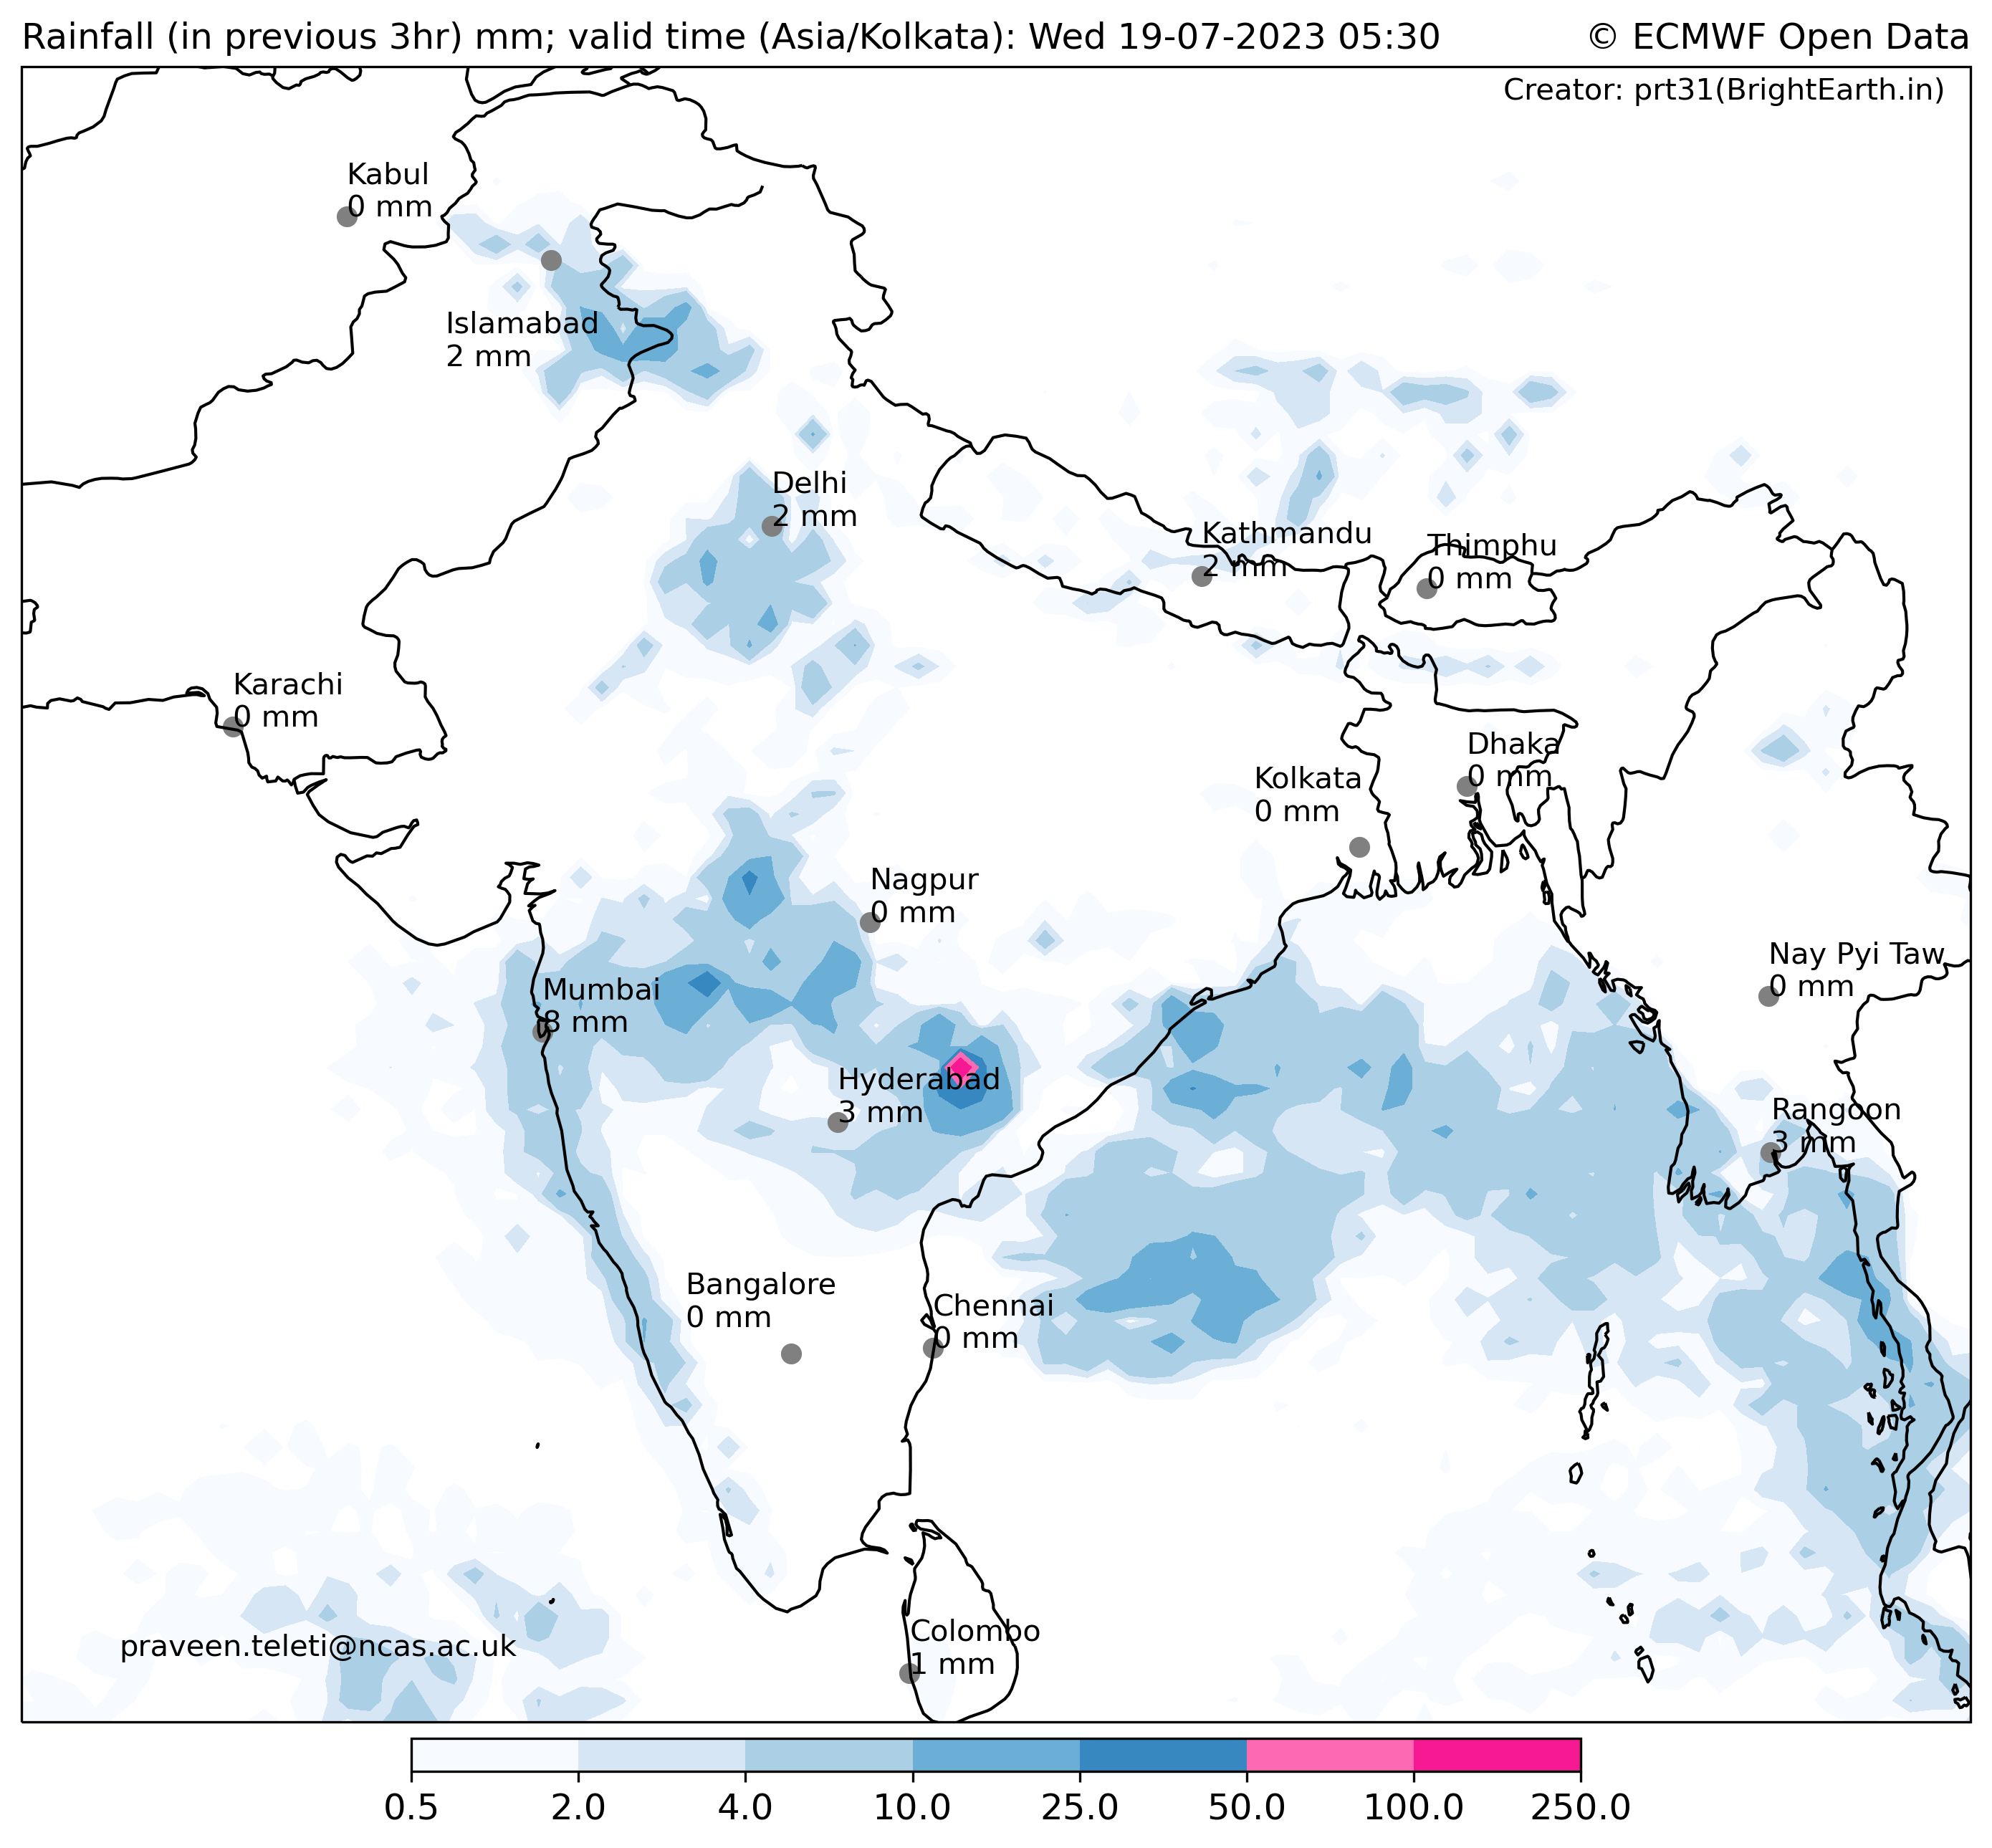 Rainfall (in previous 3hr) mm; valid time (Asia/Kolkata): Wed 19-07-2023 05:30
© ECMWF Open Data
Creator: prt31(BrightEarth.in)
Kabul
0 mm
Islamabad
2 mm
Delhi
2 mm
Kathmandu
2 mm
Thimphu
0 mm
Karachi
0 mm
Dhaka
0 mm
Kolkata
0 mm
Nagpur
0 mm
Nay Pyi Taw
0 mm
Mumbai
8 mm
Hyderabad
3 mm
Rangoon
3 mm
Bangalore
0 mm
Chennai
0 mm
Colombo
1 mm
praveen.teleti@ncas.ac.uk
0.5 2.0 4.0 10.0 25.0 50.0 100.0 250.0